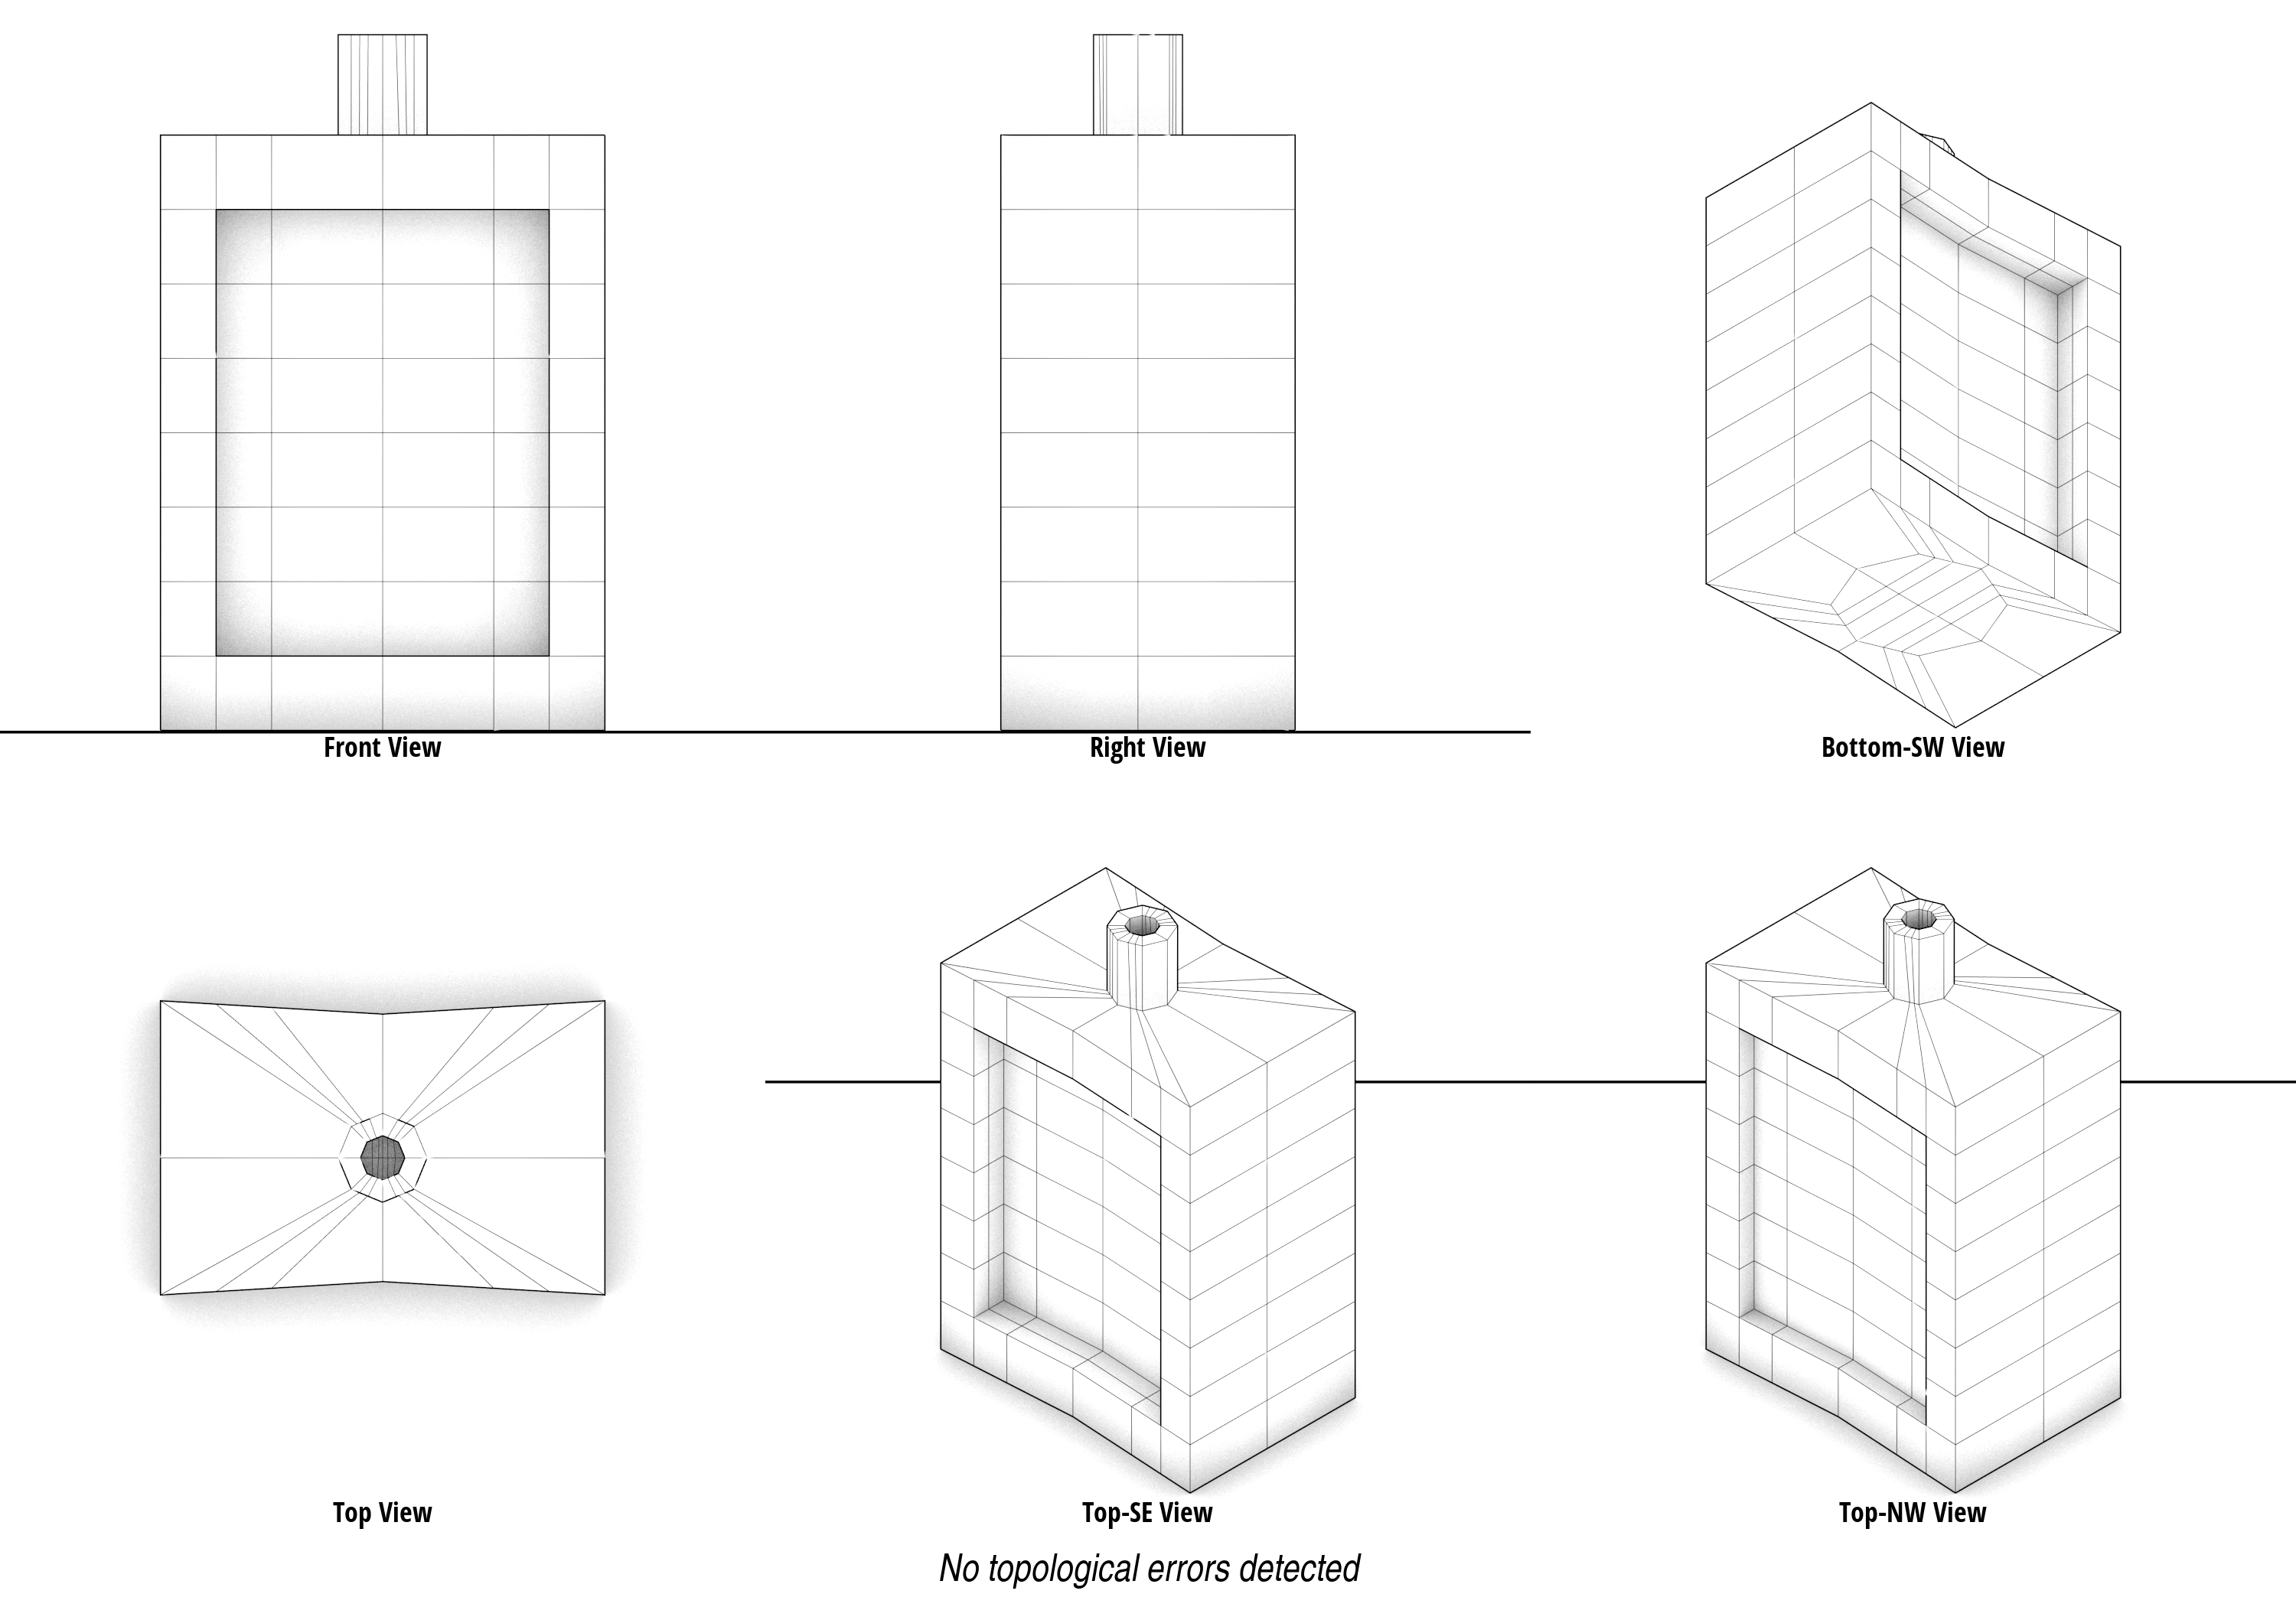 Front View
Right View
Bottom-SW View
Top View
Top-SE View
Top-NW View
No topological errors detected